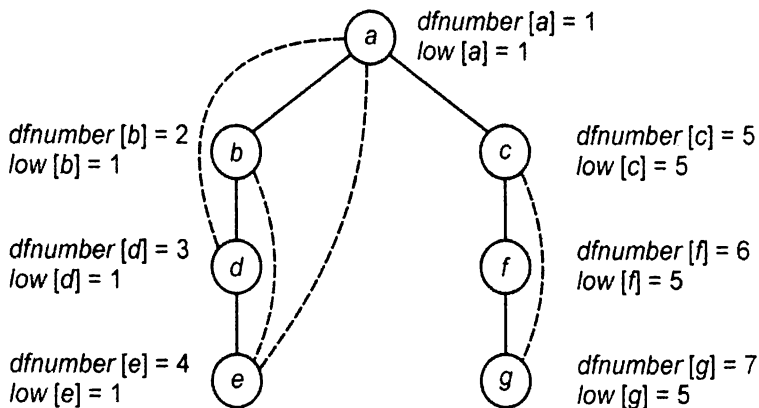 a
dfnumber [a] = 1
low [a] = 1
dfnumber [b] = 2
low [b] = 1
b
c
dfnumber [c] = 5
low [c] = 5
dfnumber [d] = 3
low [d] = 1
d
f
dfnumber [f] = 6
low [f] = 5
dfnumber [e] = 4
low [e] = 1
e
g
dfnumber [g] = 7
low [g] = 5